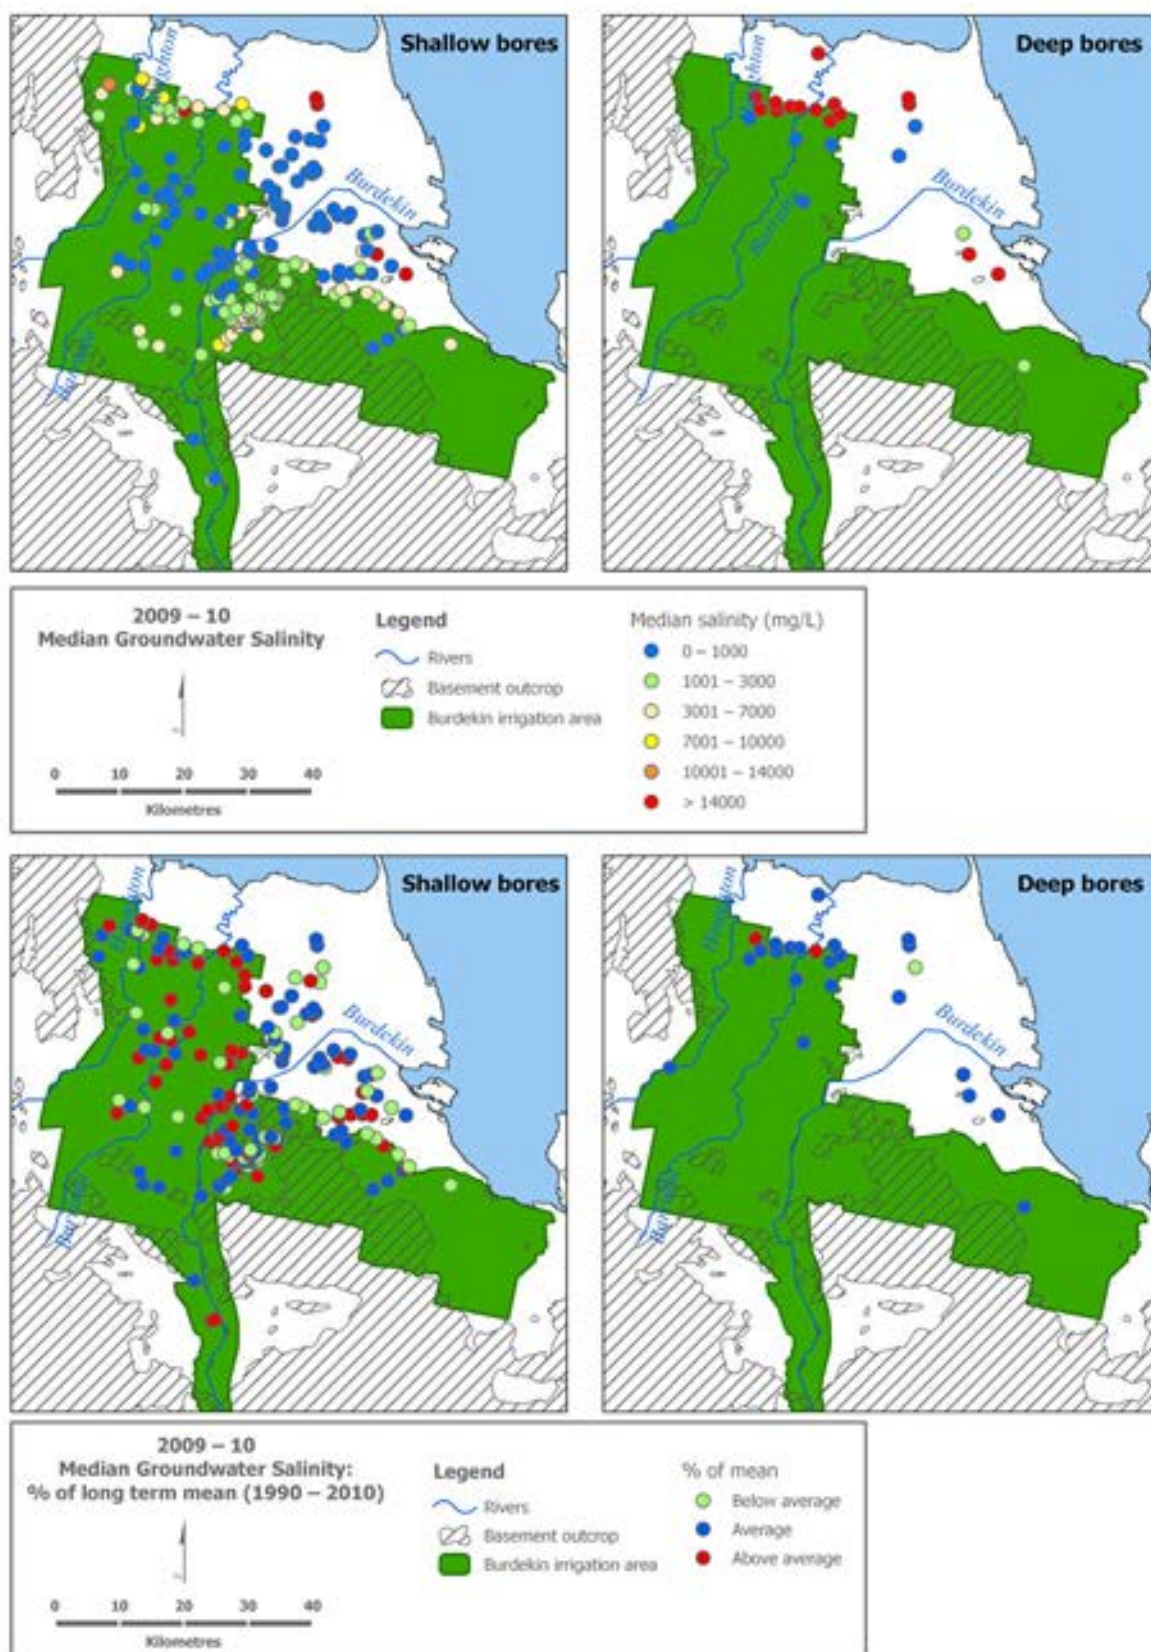 Shallow bores
Deep bores
Burdekin
Burdekin
Barratta
2009 – 10
Median Groundwater Salinity
Legend
Rivers
Basement outcrop
Burdekin irrigation area
Median salinity (mg/L)
0 – 1000
1001 – 3000
3001 – 7000
7001 – 10000
10001 – 14000
> 14000
0 10 20 30 40
Kilometres
Shallow bores
Deep bores
Burdekin
Burdekin
2009 – 10
Median Groundwater Salinity:
% of long term mean (1990 – 2010)
Legend
Rivers
Basement outcrop
Burdekin irrigation area
% of mean
Below average
Average
Above average
0 10 20 30 40
Kilometres